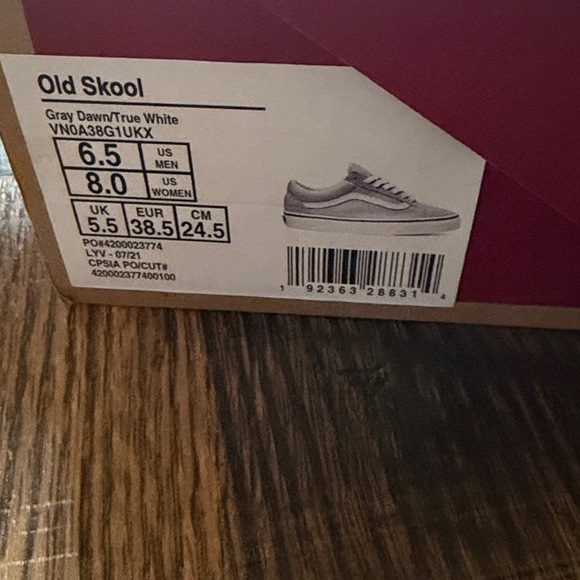 Old Skool
Gray Dawn/True White
VN0A38G1UKX
6.5 US MEN
8.0 US WOMEN
UK EUR CM
5.5 38.5 24.5
PO#4200023774
LYV - 07/21
CPSIA PO/CUT#
420002377400100
1 92363 28831 4